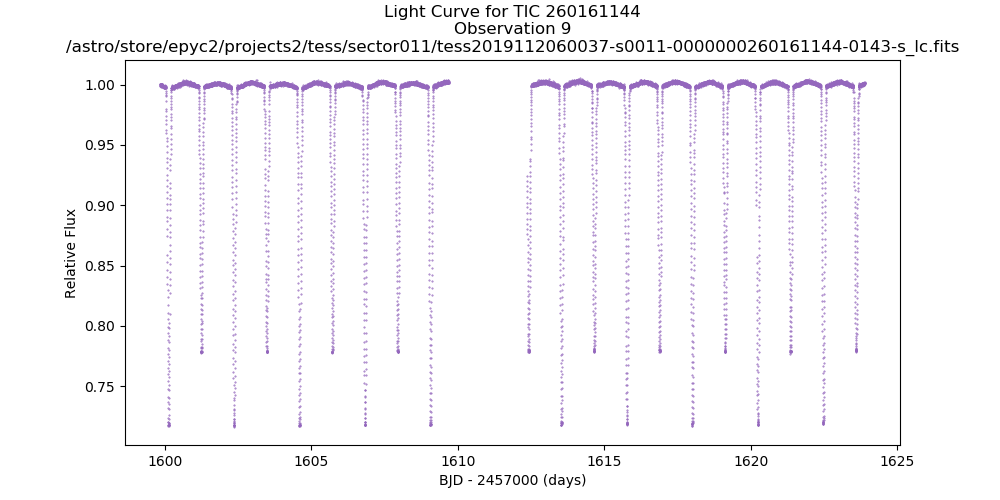 Light Curve for TIC 260161144
Observation 9
/astro/store/epyc2/projects2/tess/sector011/tess2019112060037-s0011-0000000260161144-0143-s_lc.fits
1.00
0.95
0.90
0.85
0.80
0.75
Relative Flux
1600
1605
1610
1615
1620
1625
BJD - 2457000 (days)